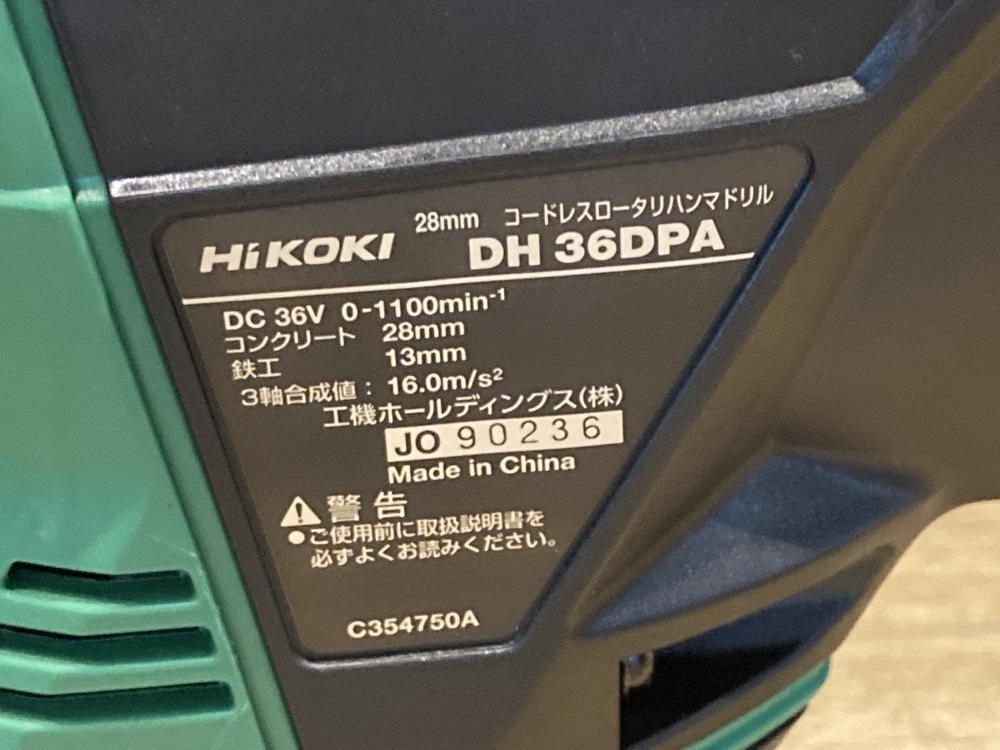 28mm コードレスロータリハンマドリル
HiKOKI DH 36DPA
DC 36V 0-1100min⁻¹
コンクリート 28mm
鉄工 13mm
3軸合成値： 16.0m/s²
工機ホールディングス(株)
JO 90236
Made in China
⚠警告
●ご使用前に取扱説明書を
必ずよくお読みください。
C354750A